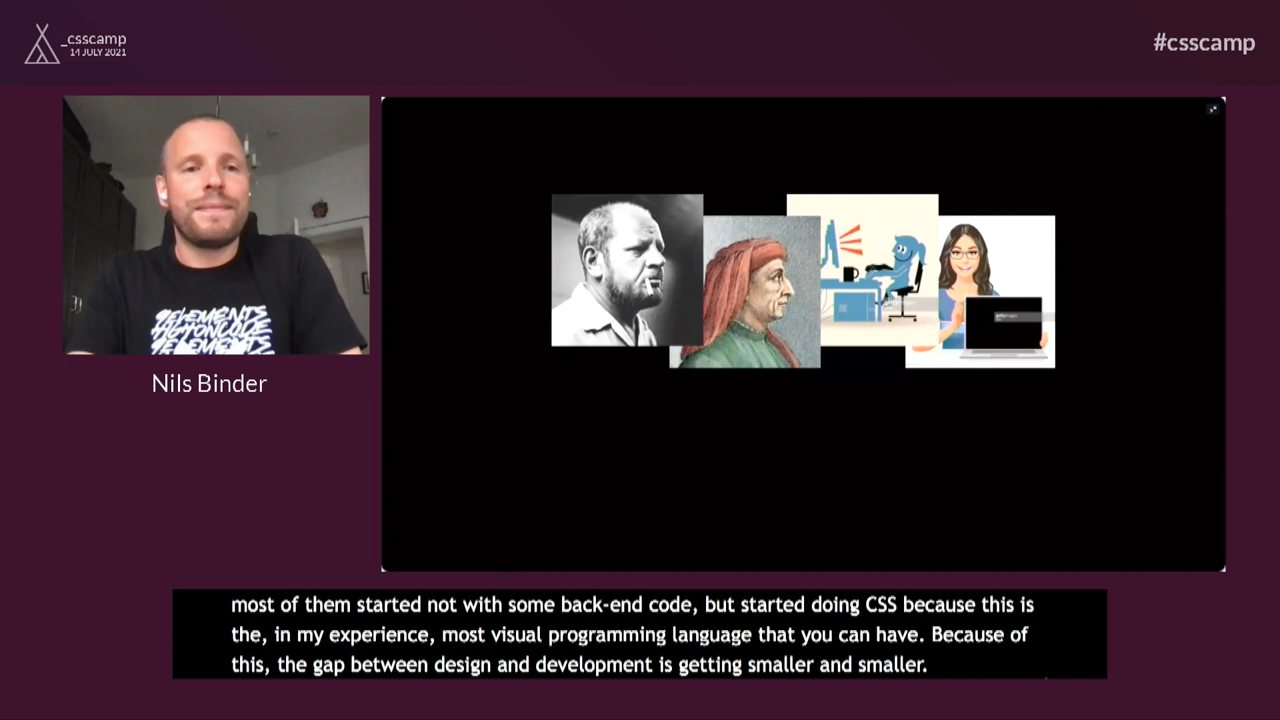 _csscamp
14 JULY 2021
#csscamp
Nils Binder
most of them started not with some back-end code, but started doing CSS because this is
the, in my experience, most visual programming language that you can have. Because of
this, the gap between design and development is getting smaller and smaller.